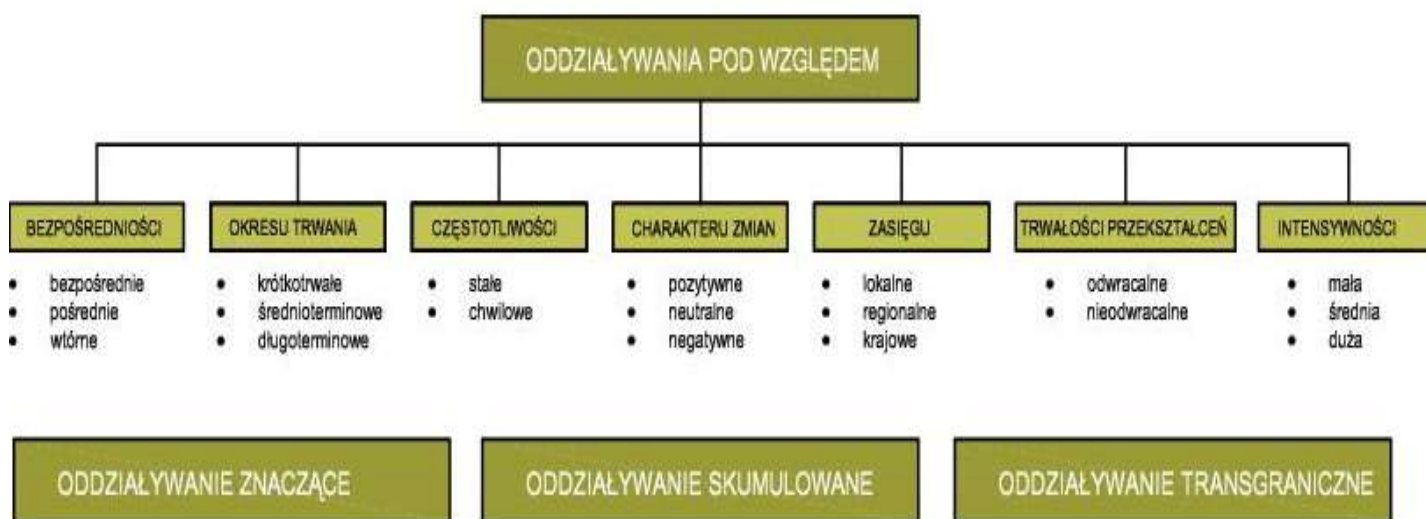 ODDZIAŁYWANIA POD WZGLĘDEM
BEZPOŚREDNIOŚCI
• bezpośrednie
• pośrednie
• wtórne
OKRESU TRWANIA
• krótkotrwałe
• średnioterminowe
• długoterminowe
CZĘSTOTLIWOŚCI
• stałe
• chwilowe
CHARAKTERU ZMIAN
• pozytywne
• neutralne
• negatywne
ZASIĘGU
• lokalne
• regionalne
• krajowe
TRWAŁOŚCI PRZEKSZTAŁCEŃ
• odwracalne
• nieodwracalne
INTENSYWNOŚCI
• mała
• średnia
• duża
ODDZIAŁYWANIE ZNACZĄCE
ODDZIAŁYWANIE SKUMULOWANE
ODDZIAŁYWANIE TRANSGRANICZNE